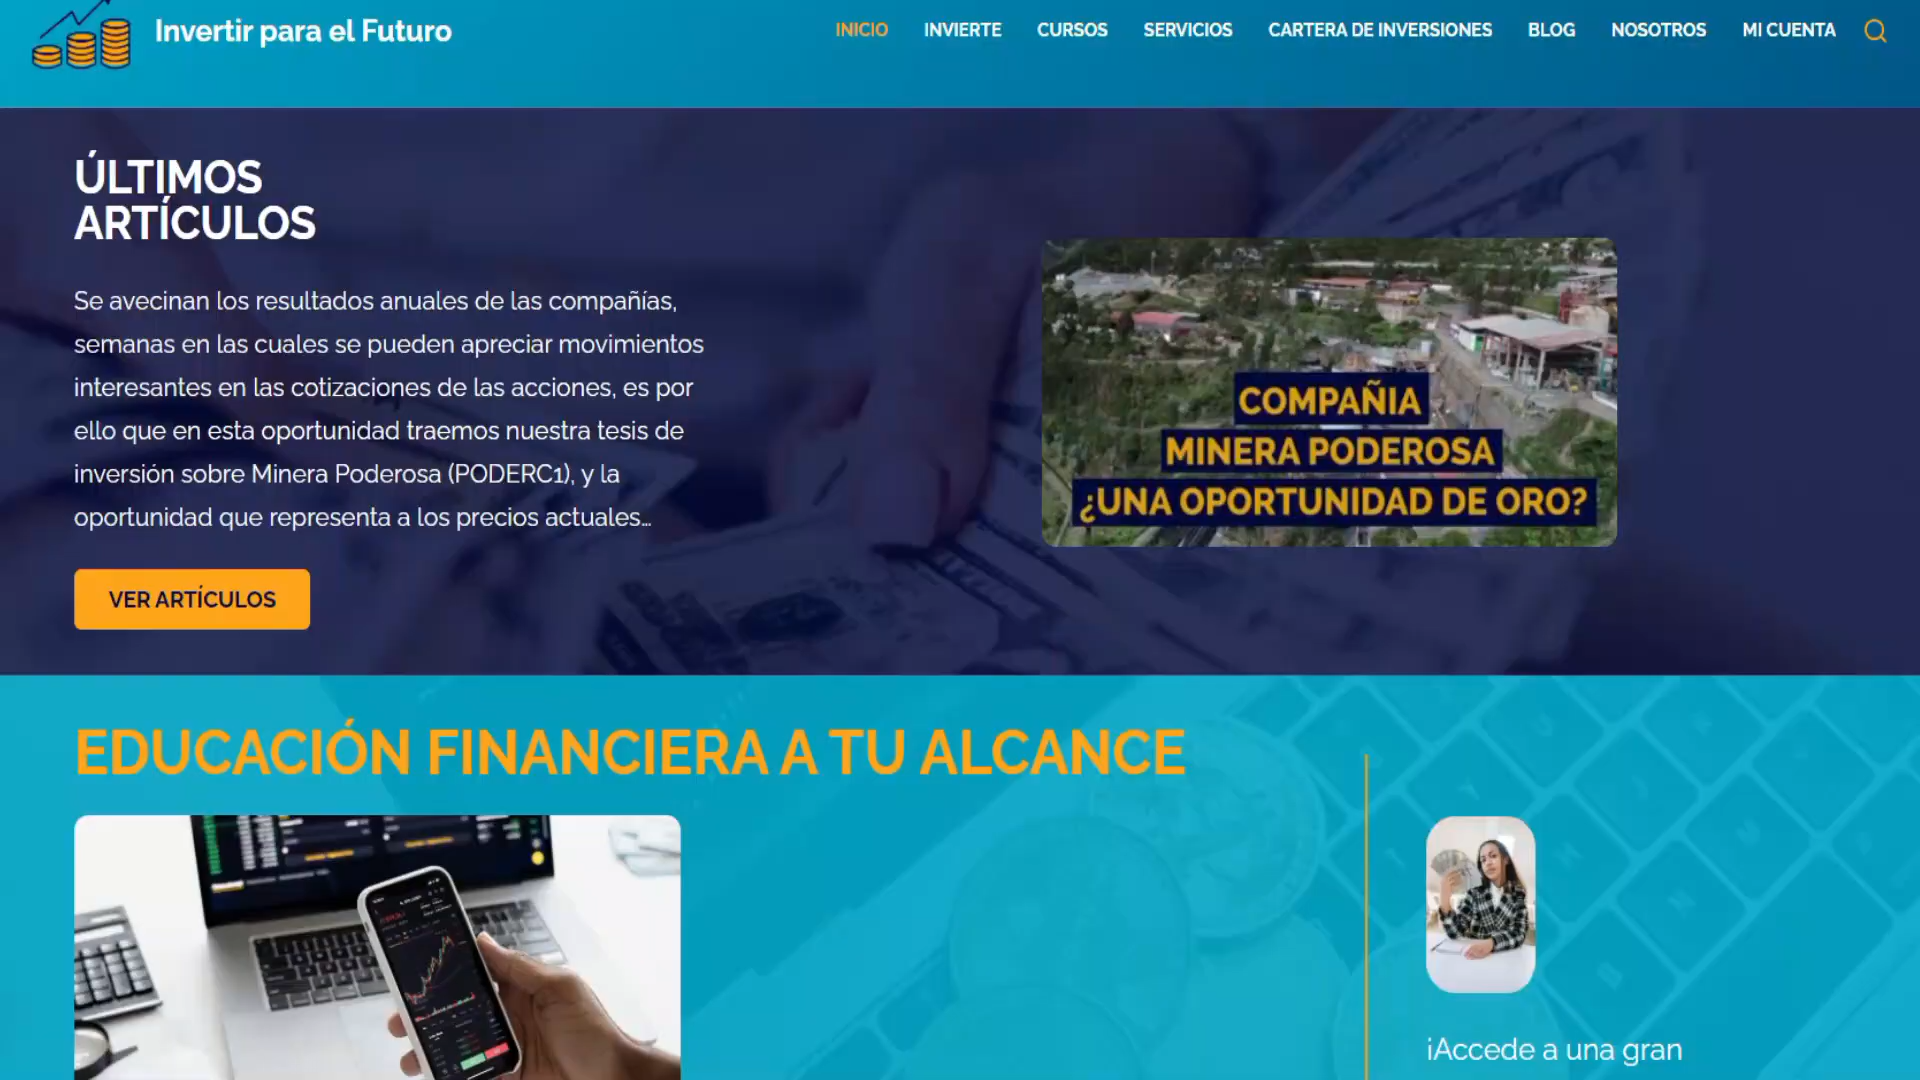 Invertir para el Futuro
INICIO INVIERTE CURSOS SERVICIOS CARTERA DE INVERSIONES BLOG NOSOTROS MI CUENTA
ÚLTIMOS
ARTÍCULOS
Se avecinan los resultados anuales de las compañías,
semanas en las cuales se pueden apreciar movimientos
interesantes en las cotizaciones de las acciones, es por
ello que en esta oportunidad traemos nuestra tesis de
inversión sobre Minera Poderosa (PODERC1), y la
oportunidad que representa a los precios actuales...
VER ARTÍCULOS
COMPAÑIA
MINERA PODEROSA
¿UNA OPORTUNIDAD DE ORO?
EDUCACIÓN FINANCIERA A TU ALCANCE
¡Accede a una gran